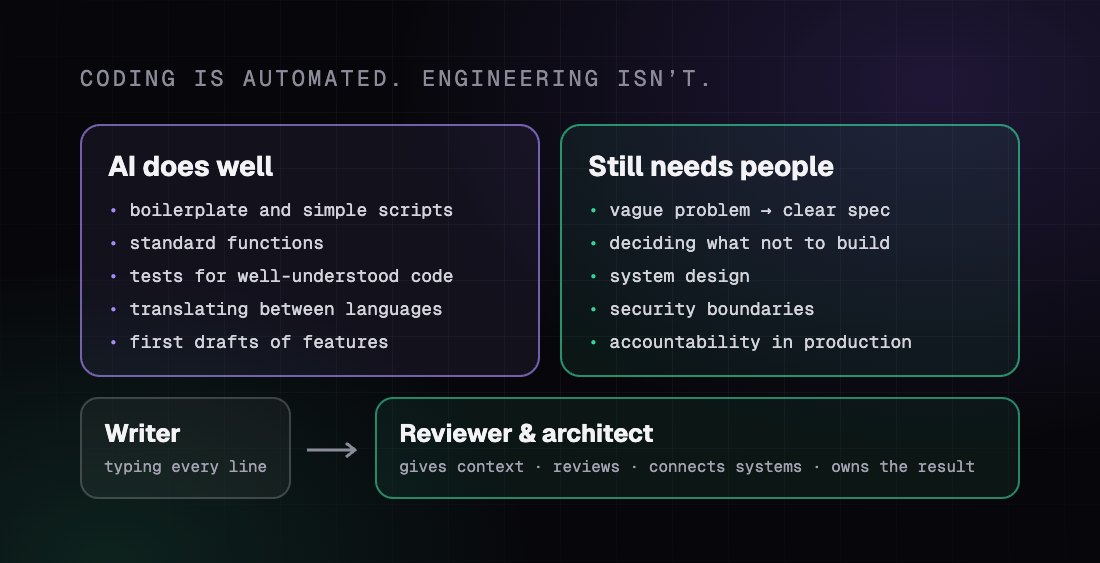 CODING IS AUTOMATED. ENGINEERING ISN’T.
AI does well
• boilerplate and simple scripts
• standard functions
• tests for well-understood code
• translating between languages
• first drafts of features
Still needs people
• vague problem → clear spec
• deciding what not to build
• system design
• security boundaries
• accountability in production
Writer
typing every line
Reviewer & architect
gives context · reviews · connects systems · owns the result